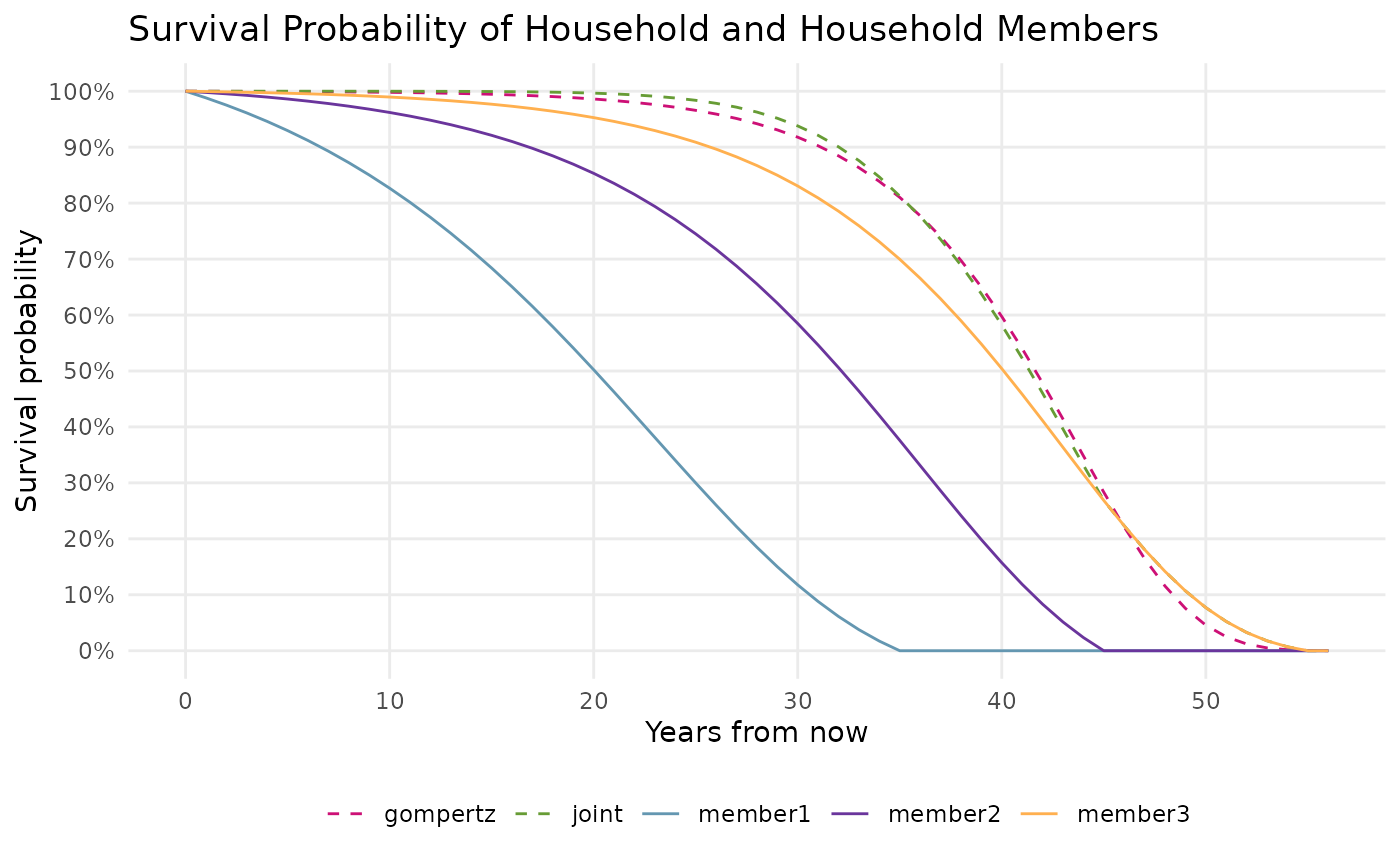 Survival Probability of Household and Household Members
Survival probability
100%
90%
80%
70%
60%
50%
40%
30%
20%
10%
0%
0 10 20 30 40 50
Years from now
gompertz joint member1 member2 member3